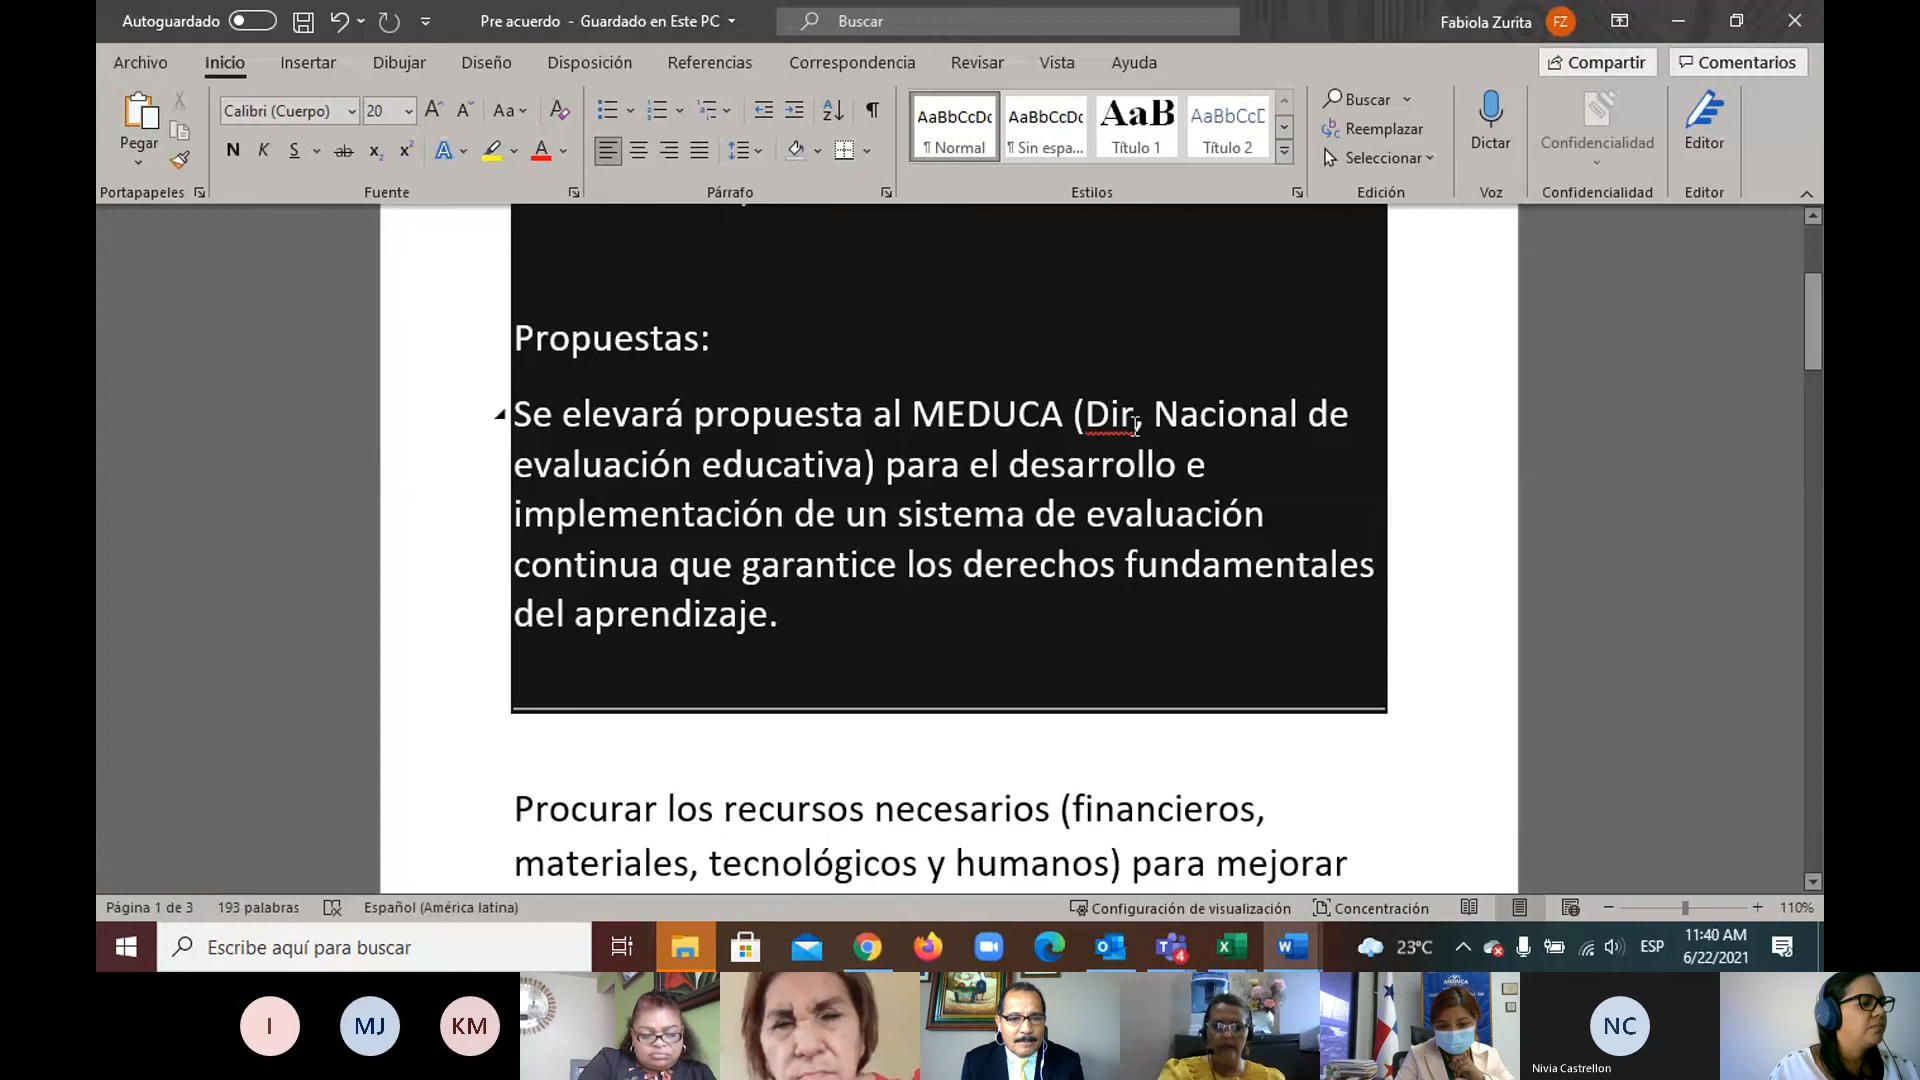 Autoguardado
Pre acuerdo - Guardado en Este PC
Buscar
Fabiola Zurita
FZ
Archivo
Inicio
Insertar
Dibujar
Diseño
Disposición
Referencias
Correspondencia
Revisar
Vista
Ayuda
Compartir
Comentarios
Pegar
Calibri (Cuerpo)
20
Aa
N K S ab x₂ x²
AaBbCcDc
¶ Normal
AaBbCcDc
¶ Sin espa...
AaB
Título 1
AaBbCcD
Título 2
Buscar
Reemplazar
Seleccionar
Dictar
Confidencialidad
Editor
Portapapeles
Fuente
Párrafo
Estilos
Edición
Voz
Confidencialidad
Editor
Propuestas:
Se elevará propuesta al MEDUCA (Dir, Nacional de
evaluación educativa) para el desarrollo e
implementación de un sistema de evaluación
continua que garantice los derechos fundamentales
del aprendizaje.
Procurar los recursos necesarios (financieros,
materiales, tecnológicos y humanos) para mejorar
Página 1 de 3
193 palabras
Español (América latina)
Configuración de visualización
Concentración
110%
Escribe aquí para buscar
4
23°C
ESP
11:40 AM
6/22/2021
I
MJ
KM
MEDUCA
NC
Nivia Castrellon